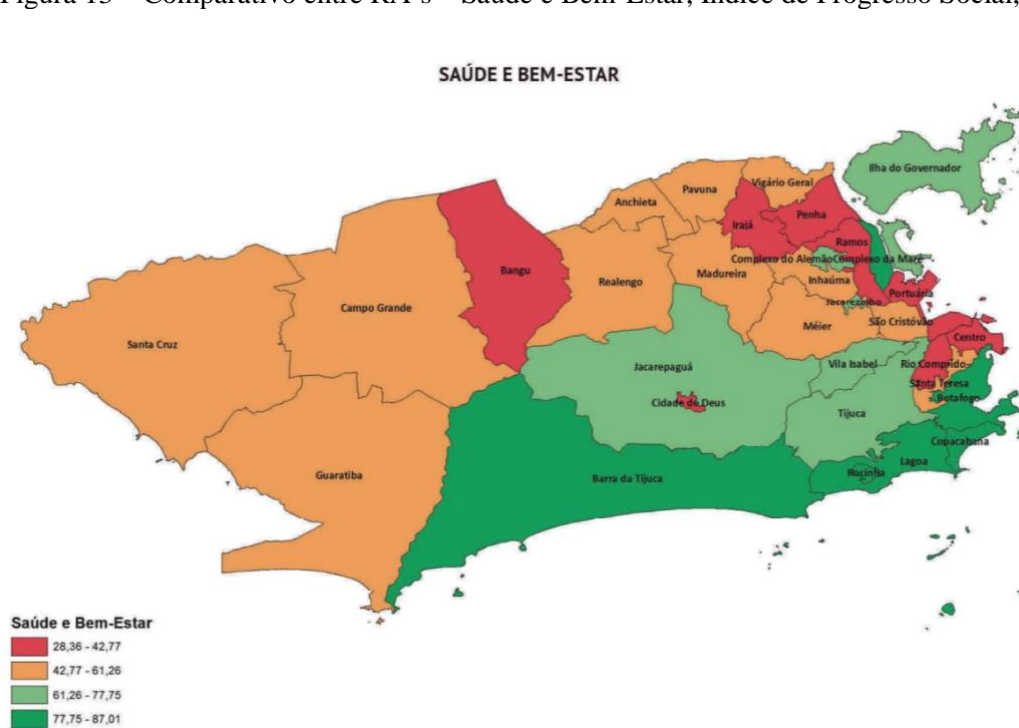 Figura 13 – Comparativo entre RA's – Saúde e Bem-Estar, Índice de Progresso Social,
SAÚDE E BEM-ESTAR
Ilha do Governador
Vigário Geral
Pavuna
Anchieta
Penha
Irajá
Ramos
Complexo do Alemão
Complexo da Maré
Bangu
Realengo
Madureira
Inhaúma
Jacarezinho
Portuária
Campo Grande
Méier
São Cristóvão
Centro
Santa Cruz
Jacarepaguá
Vila Isabel
Rio Comprido
Santa Teresa
Cidade de Deus
Botafogo
Tijuca
Copacabana
Lagoa
Rocinha
Guaratiba
Barra da Tijuca
Saúde e Bem-Estar
28,36 - 42,77
42,77 - 61,26
61,26 - 77,75
77,75 - 87,01